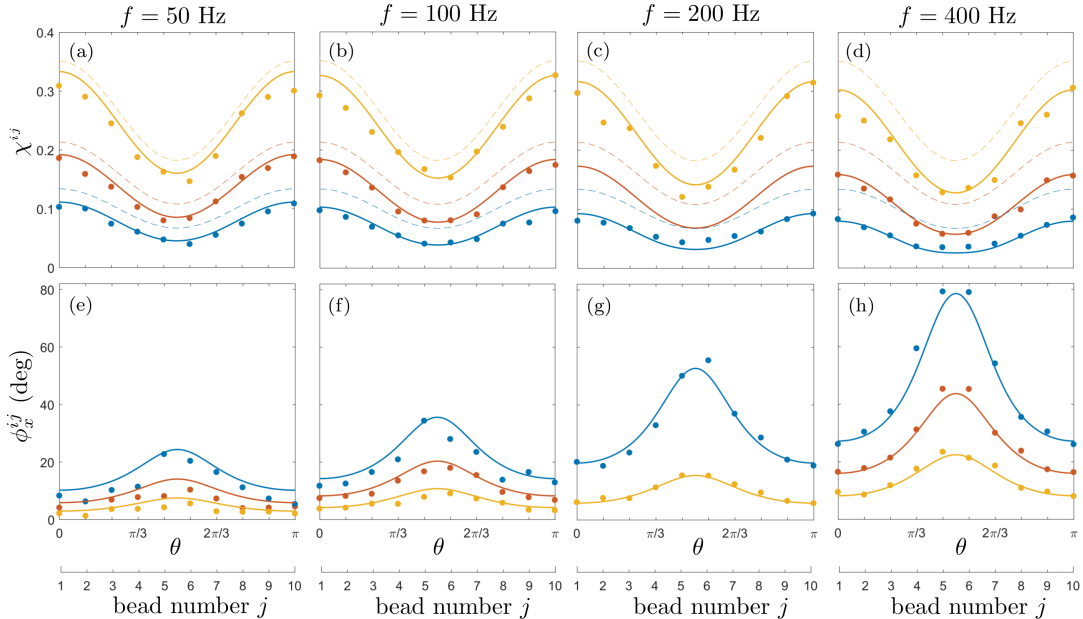 f = 50 Hz
f = 100 Hz
f = 200 Hz
f = 400 Hz
0.4
0.3
0.2
0.1
0
χ^{ij}
(a)
(b)
(c)
(d)
80
60
40
20
0
ϕ_x^{ij} (deg)
(e)
(f)
(g)
(h)
0 π/3 2π/3 π
0 π/3 2π/3 π
0 π/3 2π/3 π
0 π/3 2π/3 π
θ
θ
θ
θ
1 2 3 4 5 6 7 8 9 10
1 2 3 4 5 6 7 8 9 10
1 2 3 4 5 6 7 8 9 10
1 2 3 4 5 6 7 8 9 10
bead number j
bead number j
bead number j
bead number j